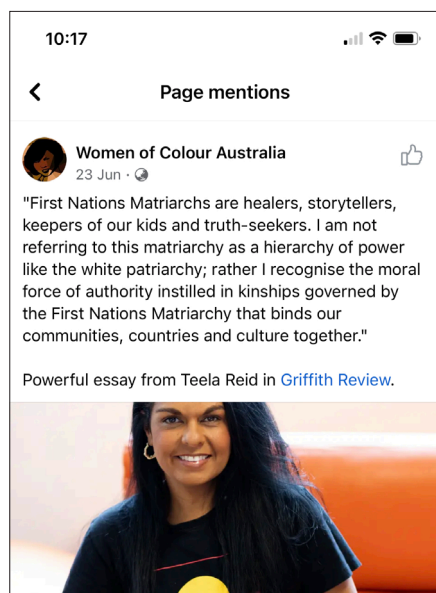 10:17
Page mentions
Women of Colour Australia
23 Jun ·
"First Nations Matriarchs are healers, storytellers,
keepers of our kids and truth-seekers. I am not
referring to this matriarchy as a hierarchy of power
like the white patriarchy; rather I recognise the moral
force of authority instilled in kinships governed by
the First Nations Matriarchy that binds our
communities, countries and culture together."
Powerful essay from Teela Reid in Griffith Review.